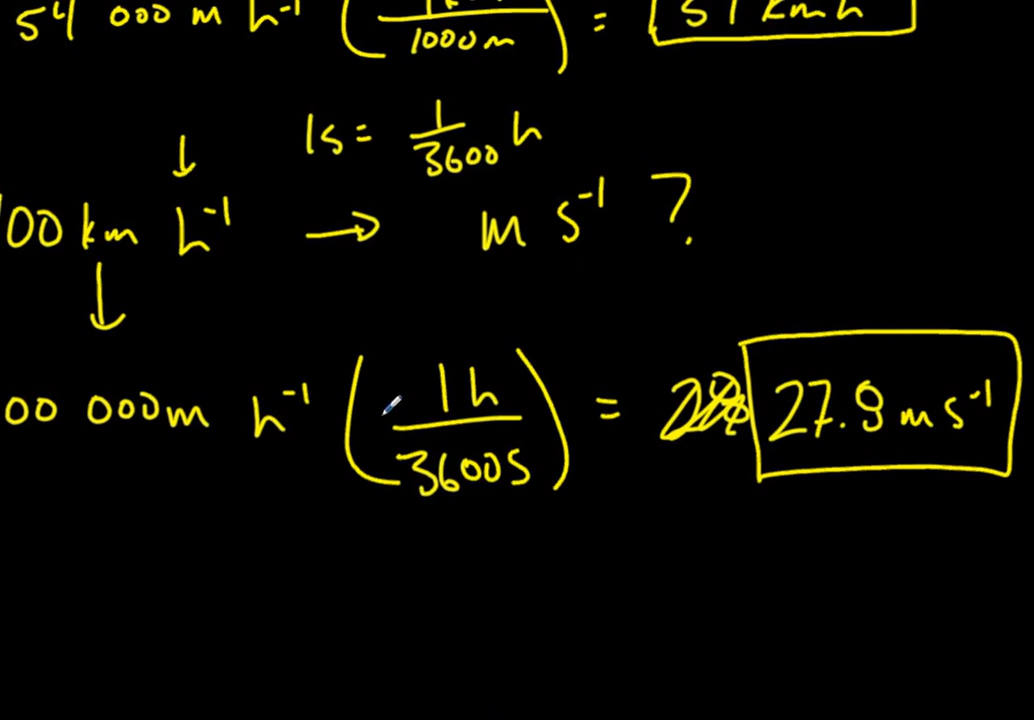 54 000 m h⁻¹ (1 km / 1000m) = 54 km h
1s = 1/3600 h
00 km h⁻¹ → m s⁻¹ ?
00 000m h⁻¹ (1h / 3600s) = 27.8 m s⁻¹